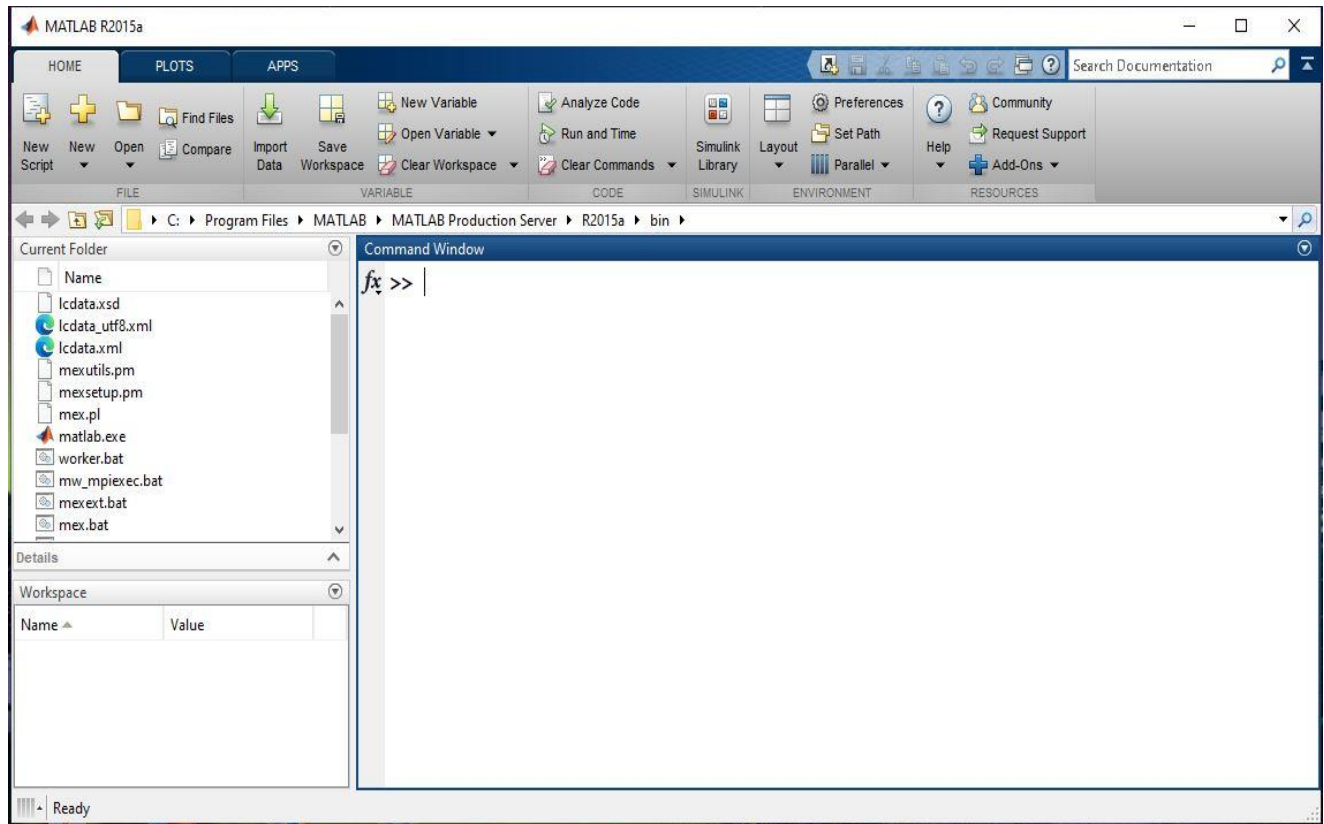 MATLAB R2015a
HOME PLOTS APPS
Search Documentation
New Script
New
Open
Find Files
Compare
Import Data
Save Workspace
New Variable
Open Variable
Clear Workspace
Analyze Code
Run and Time
Clear Commands
Simulink Library
Layout
Preferences
Set Path
Parallel
Help
Community
Request Support
Add-Ons
FILE VARIABLE CODE SIMULINK ENVIRONMENT RESOURCES
C: Program Files MATLAB MATLAB Production Server R2015a bin
Current Folder
Name
lcdata.xsd
lcdata_utf8.xml
lcdata.xml
mexutils.pm
mexsetup.pm
mex.pl
matlab.exe
worker.bat
mw_mpiexec.bat
mexext.bat
mex.bat
Details
Workspace
Name Value
Command Window
fx >>
Ready